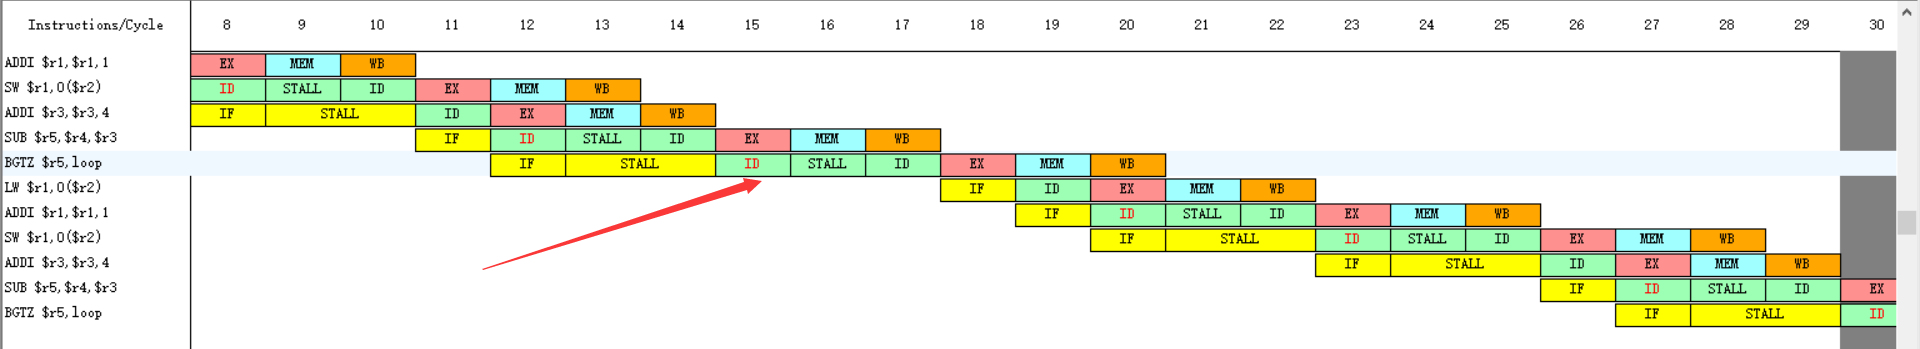 Instructions/Cycle 8 9 10 11 12 13 14 15 16 17 18 19 20 21 22 23 24 25 26 27 28 29 30
ADDI $r1,$r1,1 EX MEM WB
SW $r1,0($r2) ID STALL ID EX MEM WB
ADDI $r3,$r3,4 IF STALL ID EX MEM WB
SUB $r5,$r4,$r3 IF ID STALL ID EX MEM WB
BGTZ $r5,loop IF STALL ID STALL ID EX MEM WB
LW $r1,0($r2) IF ID EX MEM WB
ADDI $r1,$r1,1 IF ID STALL ID EX MEM WB
SW $r1,0($r2) IF STALL ID STALL ID EX MEM WB
ADDI $r3,$r3,4 IF STALL ID EX MEM WB
SUB $r5,$r4,$r3 IF ID STALL ID EX
BGTZ $r5,loop IF STALL ID